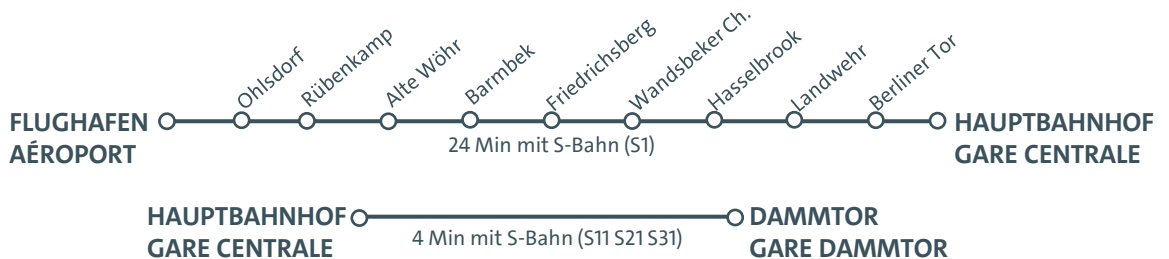 Ohlsdorf
Rübenkamp
Alte Wöhr
Barmbek
Friedrichsberg
Wandsbeker Ch.
Hasselbrook
Landwehr
Berliner Tor
FLUGHAFEN
AÉROPORT
24 Min mit S-Bahn (S1)
HAUPTBAHNHOF
GARE CENTRALE
HAUPTBAHNHOF
GARE CENTRALE
4 Min mit S-Bahn (S11 S21 S31)
DAMMTOR
GARE DAMMTOR